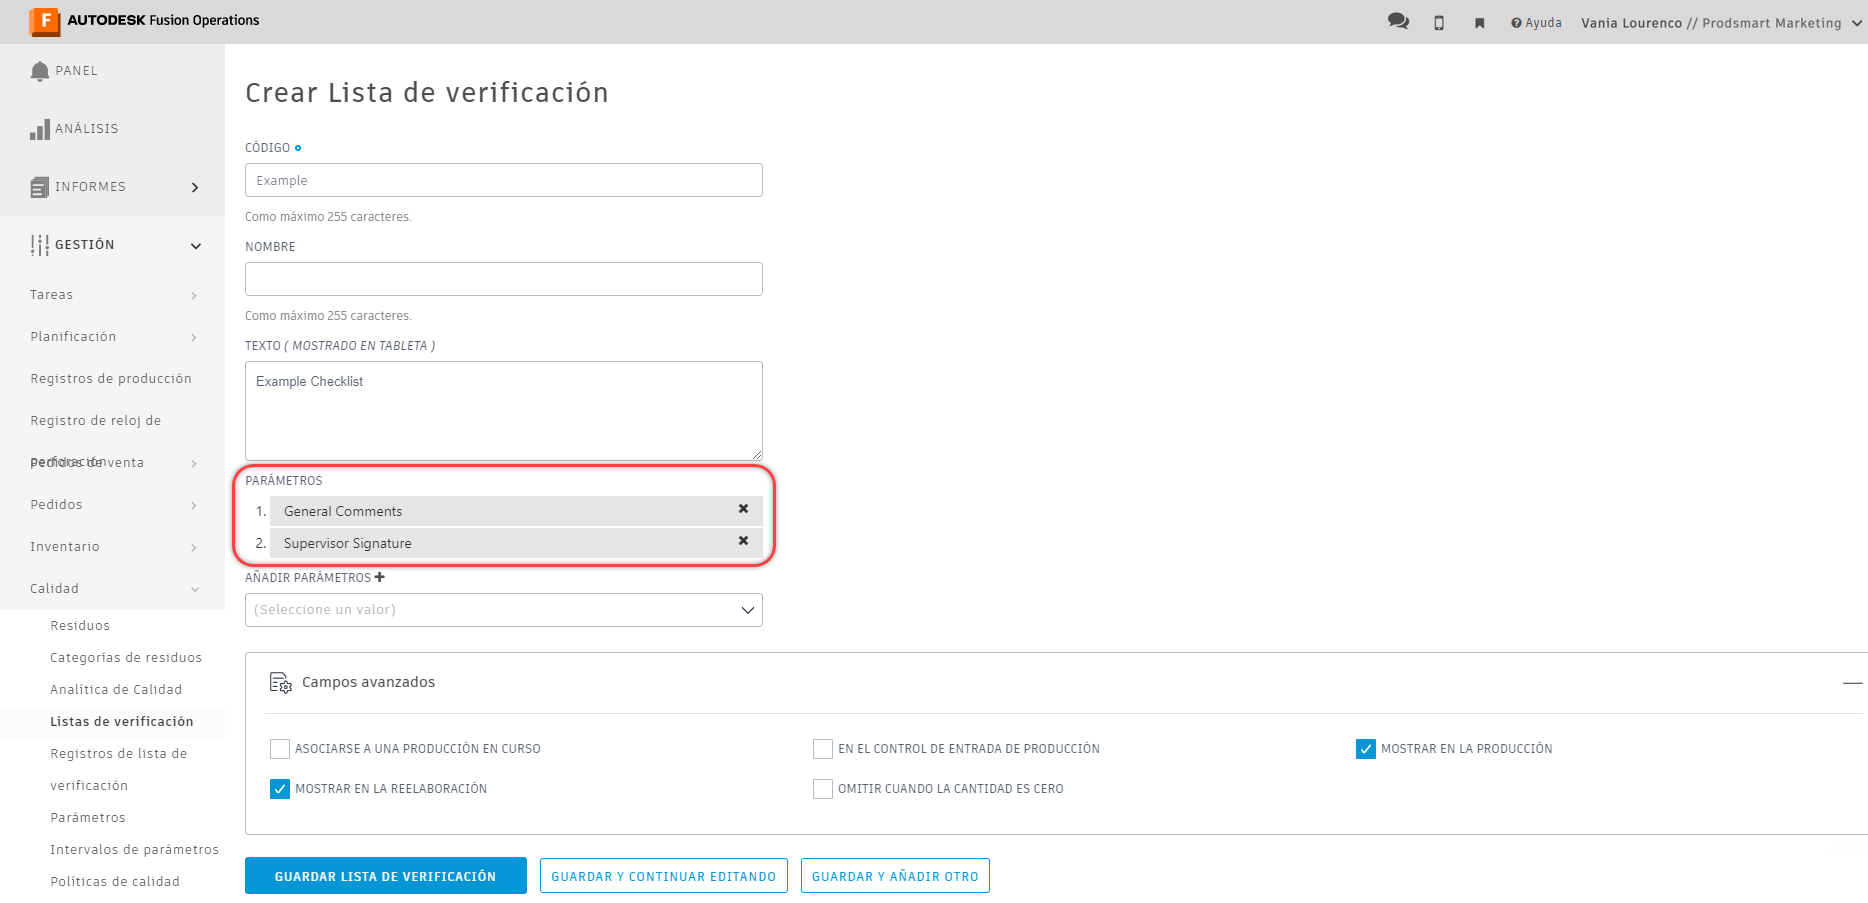 F AUTODESK Fusion Operations
Ayuda
Vania Lourenco // Prodsmart Marketing
PANEL
ANÁLISIS
INFORMES
GESTIÓN
Tareas
Planificación
Registros de producción
Registro de reloj de
perforación
Pedidos de venta
Pedidos
Inventario
Calidad
Residuos
Categorías de residuos
Analítica de Calidad
Listas de verificación
Registros de lista de
verificación
Parámetros
Intervalos de parámetros
Políticas de calidad
Crear Lista de verificación
CÓDIGO
Example
Como máximo 255 caracteres.
NOMBRE
Como máximo 255 caracteres.
TEXTO ( MOSTRADO EN TABLETA )
Example Checklist
PARÁMETROS
1. General Comments
2. Supervisor Signature
AÑADIR PARÁMETROS
(Seleccione un valor)
Campos avanzados
ASOCIARSE A UNA PRODUCCIÓN EN CURSO
EN EL CONTROL DE ENTRADA DE PRODUCCIÓN
MOSTRAR EN LA PRODUCCIÓN
MOSTRAR EN LA REELABORACIÓN
OMITIR CUANDO LA CANTIDAD ES CERO
GUARDAR LISTA DE VERIFICACIÓN
GUARDAR Y CONTINUAR EDITANDO
GUARDAR Y AÑADIR OTRO